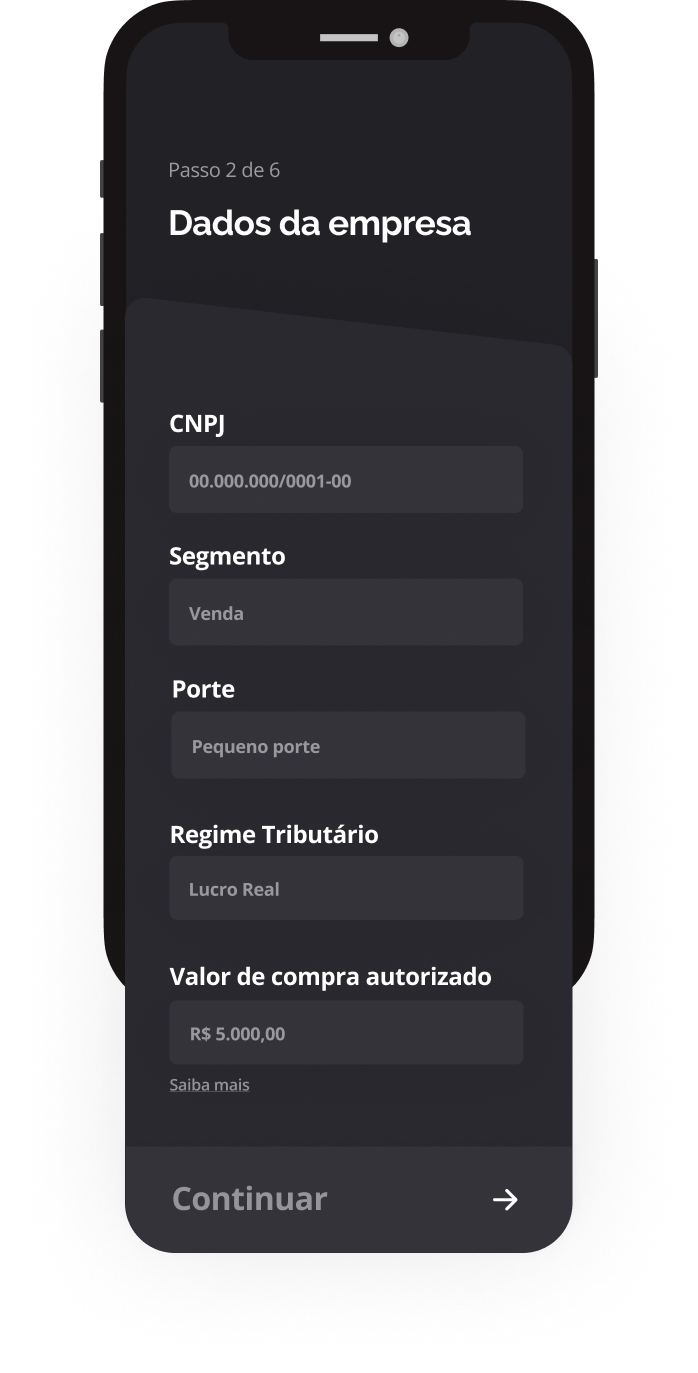 Passo 2 de 6
Dados da empresa
CNPJ
00.000.000/0001-00
Segmento
Venda
Porte
Pequeno porte
Regime Tributário
Lucro Real
Valor de compra autorizado
R$ 5.000,00
Saiba mais
Continuar